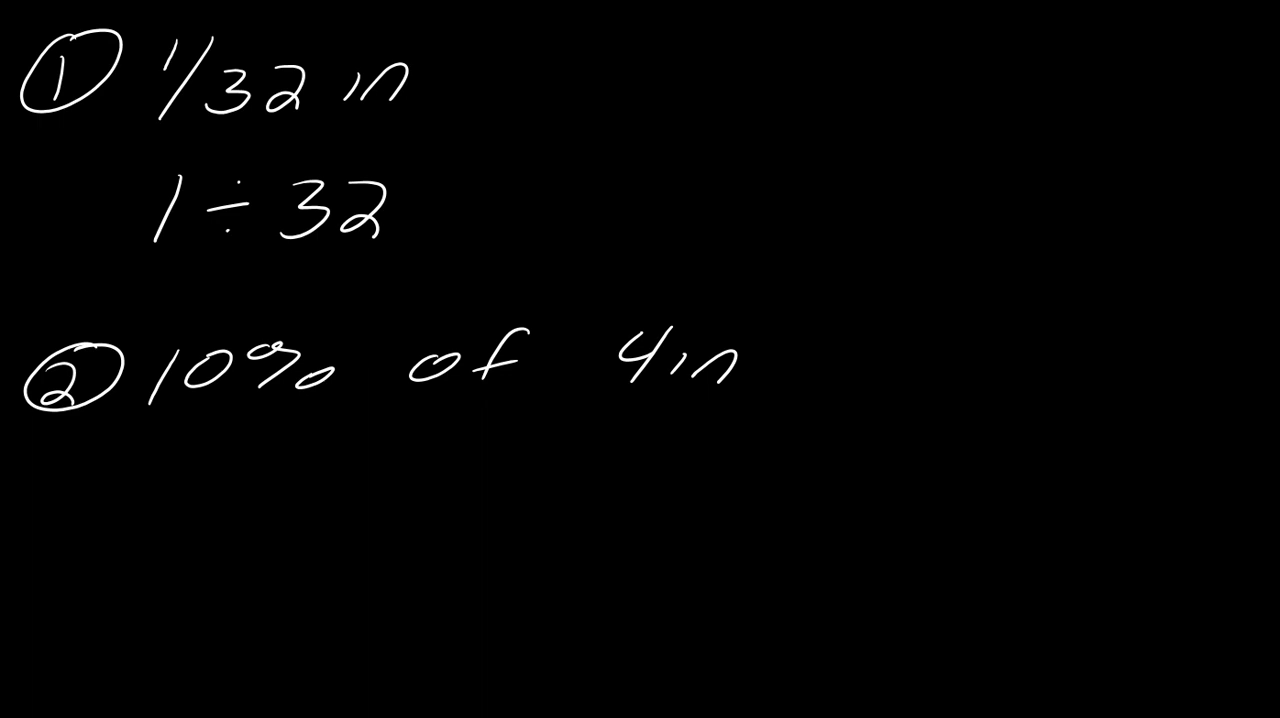 ① 1/32 in
1 ÷ 32
② 10% of 4in